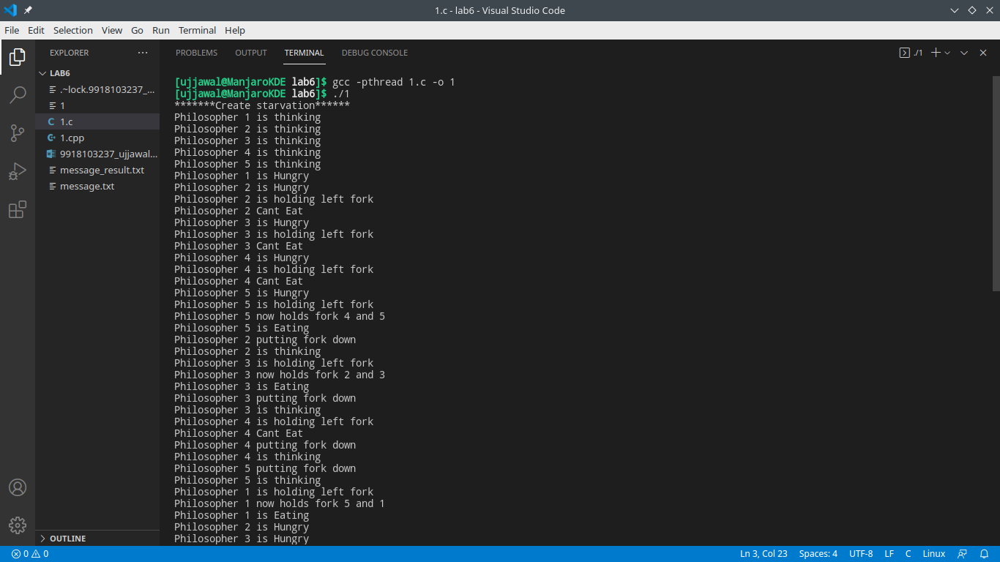 1.c - lab6 - Visual Studio Code
File Edit Selection View Go Run Terminal Help
EXPLORER
LAB6
.~lock.9918103237_...
1
1.c
1.cpp
9918103237_ujjawal...
message_result.txt
message.txt
OUTLINE
PROBLEMS OUTPUT TERMINAL DEBUG CONSOLE
./1
[ujjawal@ManjaroKDE lab6]$ gcc -pthread 1.c -o 1
[ujjawal@ManjaroKDE lab6]$ ./1
*******Create starvation******
Philosopher 1 is thinking
Philosopher 2 is thinking
Philosopher 3 is thinking
Philosopher 4 is thinking
Philosopher 5 is thinking
Philosopher 1 is Hungry
Philosopher 2 is Hungry
Philosopher 2 is holding left fork
Philosopher 2 Cant Eat
Philosopher 3 is Hungry
Philosopher 3 is holding left fork
Philosopher 3 Cant Eat
Philosopher 4 is Hungry
Philosopher 4 is holding left fork
Philosopher 4 Cant Eat
Philosopher 5 is Hungry
Philosopher 5 is holding left fork
Philosopher 5 now holds fork 4 and 5
Philosopher 5 is Eating
Philosopher 2 putting fork down
Philosopher 2 is thinking
Philosopher 3 is holding left fork
Philosopher 3 now holds fork 2 and 3
Philosopher 3 is Eating
Philosopher 3 putting fork down
Philosopher 3 is thinking
Philosopher 4 is holding left fork
Philosopher 4 Cant Eat
Philosopher 4 putting fork down
Philosopher 4 is thinking
Philosopher 5 putting fork down
Philosopher 5 is thinking
Philosopher 1 is holding left fork
Philosopher 1 now holds fork 5 and 1
Philosopher 1 is Eating
Philosopher 2 is Hungry
Philosopher 3 is Hungry
0 0 Ln 3, Col 23 Spaces: 4 UTF-8 LF C Linux